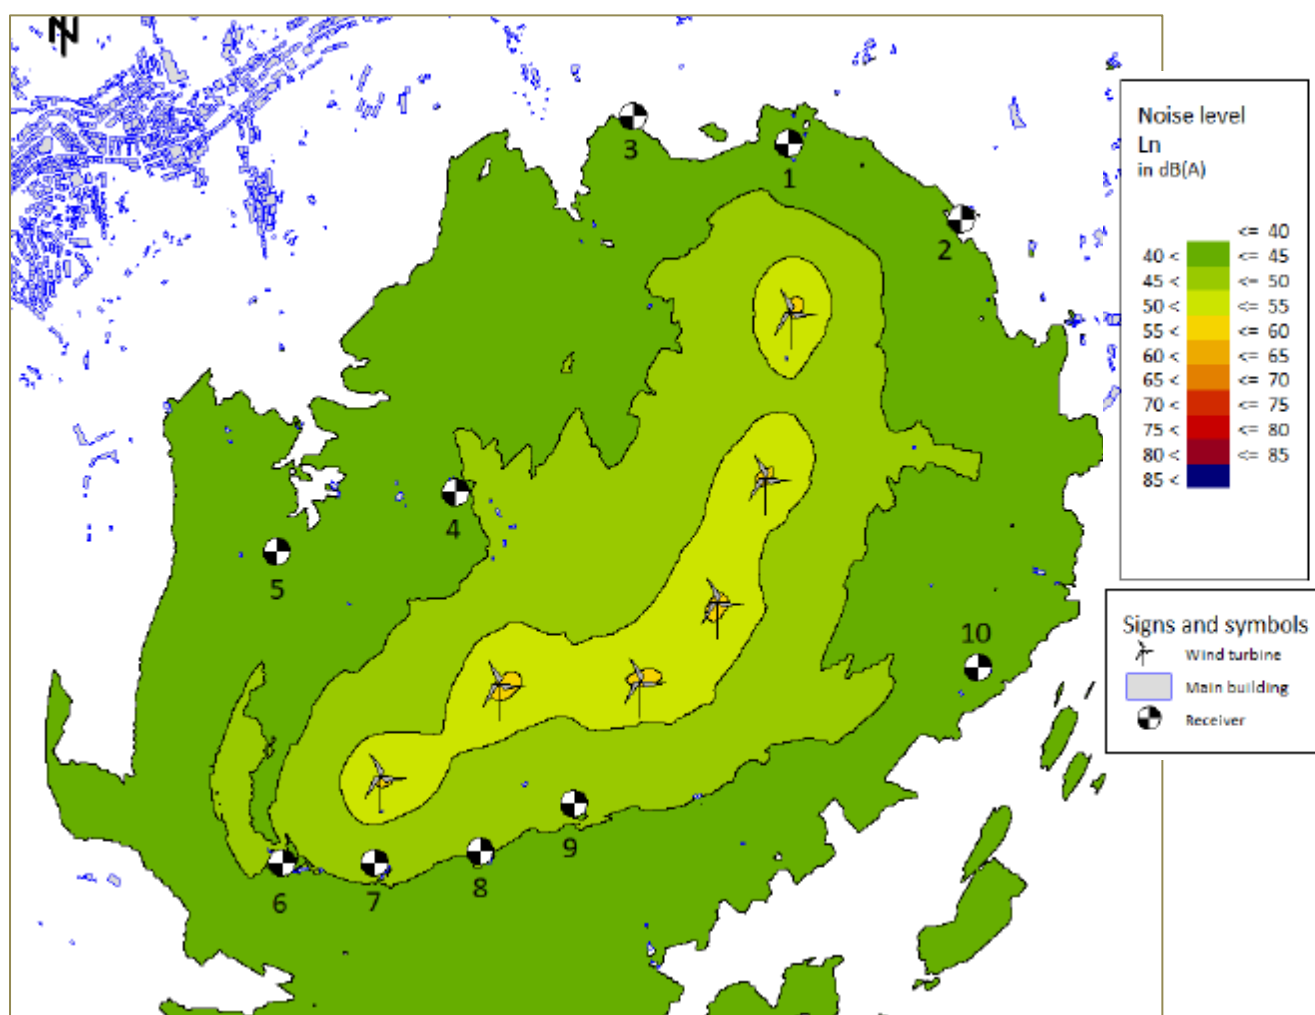 N
3
1
2
4
5
10
9
8
7
6
Noise level
Ln
in dB(A)
<= 40
40 < <= 45
45 < <= 50
50 < <= 55
55 < <= 60
60 < <= 65
65 < <= 70
70 < <= 75
75 < <= 80
80 < <= 85
85 <
Signs and symbols
Wind turbine
Main building
Receiver